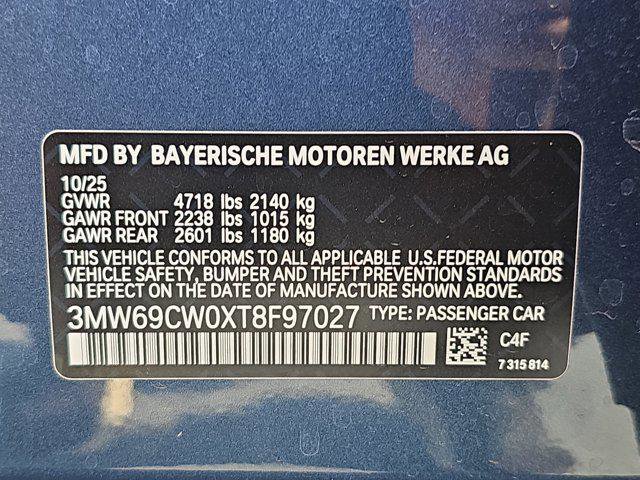 MFD BY BAYERISCHE MOTOREN WERKE AG
10/25
GVWR 4718 lbs 2140 kg
GAWR FRONT 2238 lbs 1015 kg
GAWR REAR 2601 lbs 1180 kg
THIS VEHICLE CONFORMS TO ALL APPLICABLE U.S.FEDERAL MOTOR
VEHICLE SAFETY, BUMPER AND THEFT PREVENTION STANDARDS
IN EFFECT ON THE DATE OF MANUFACTURE SHOWN ABOVE.
3MW69CW0XT8F97027 TYPE: PASSENGER CAR
C4F
7 315 814